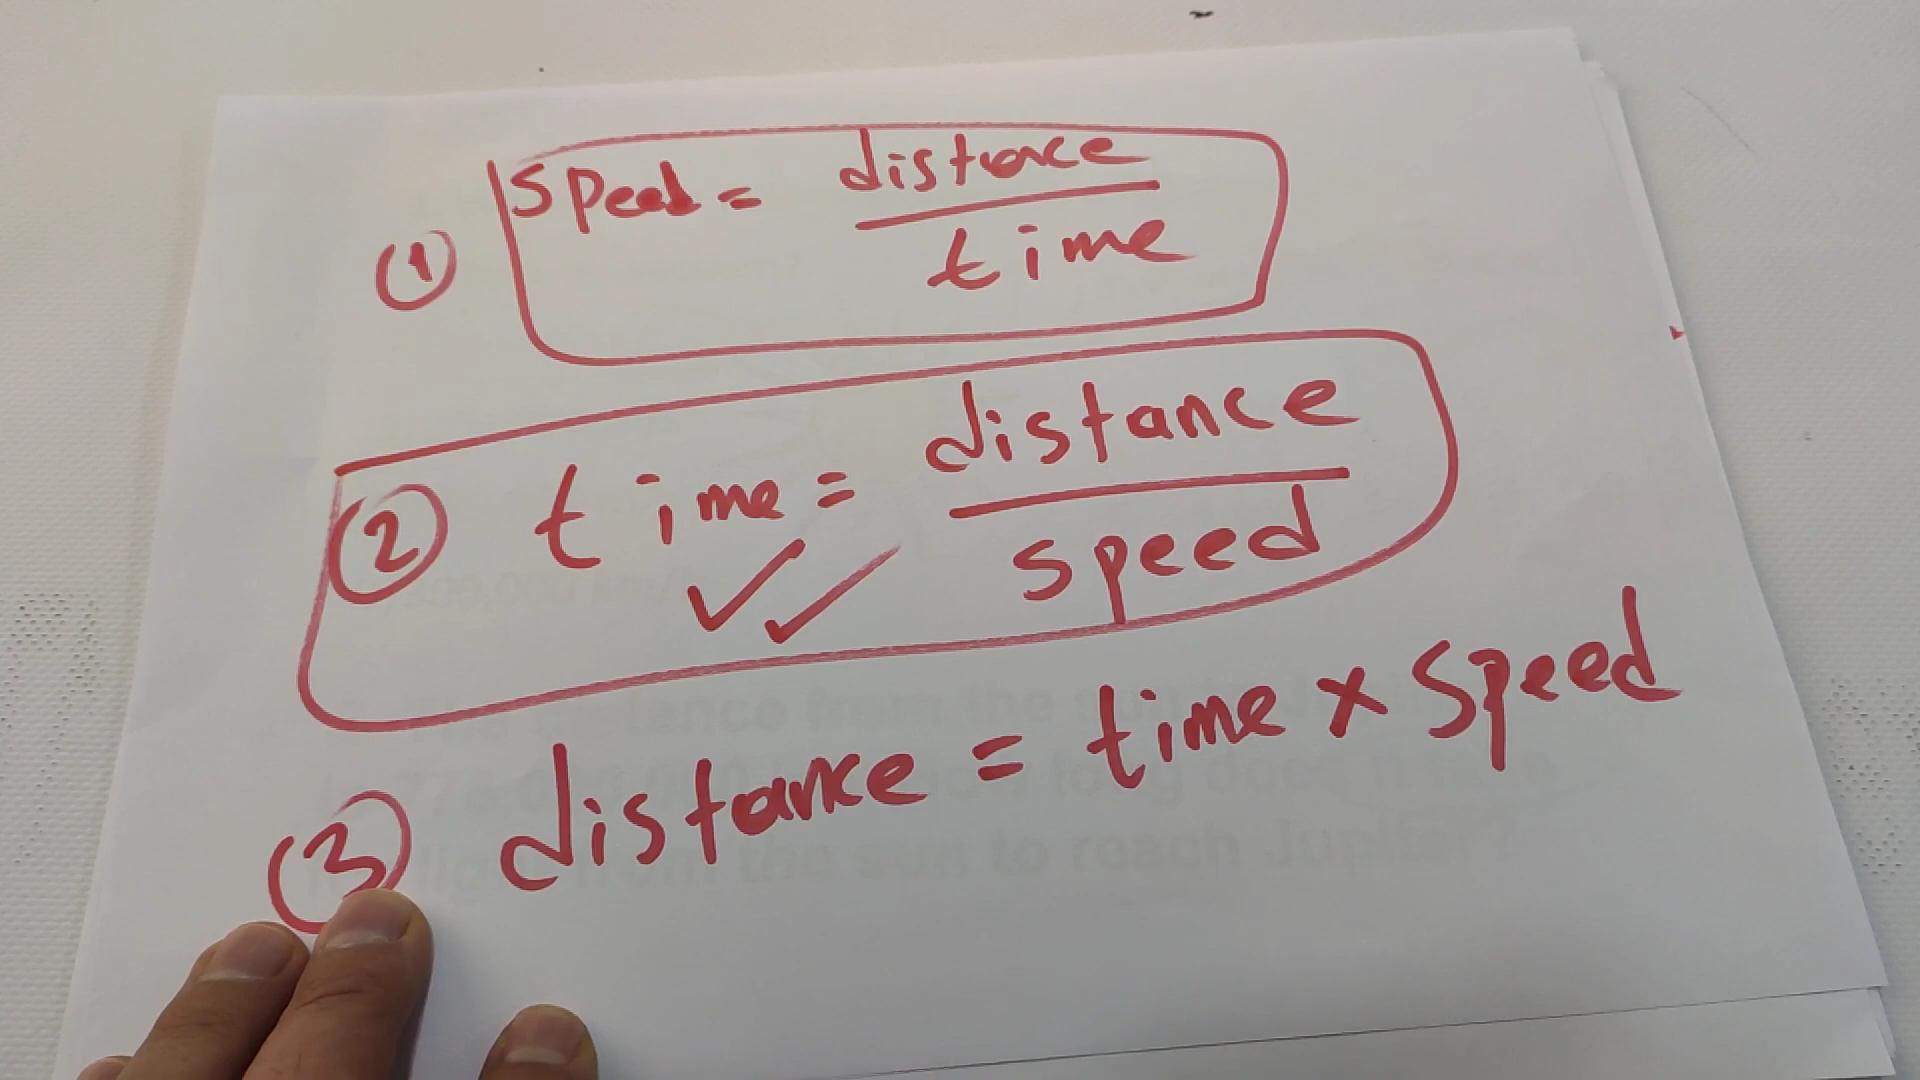 ① Speed = distance / time
② time = distance / speed ✓✓
③ distance = time × Speed